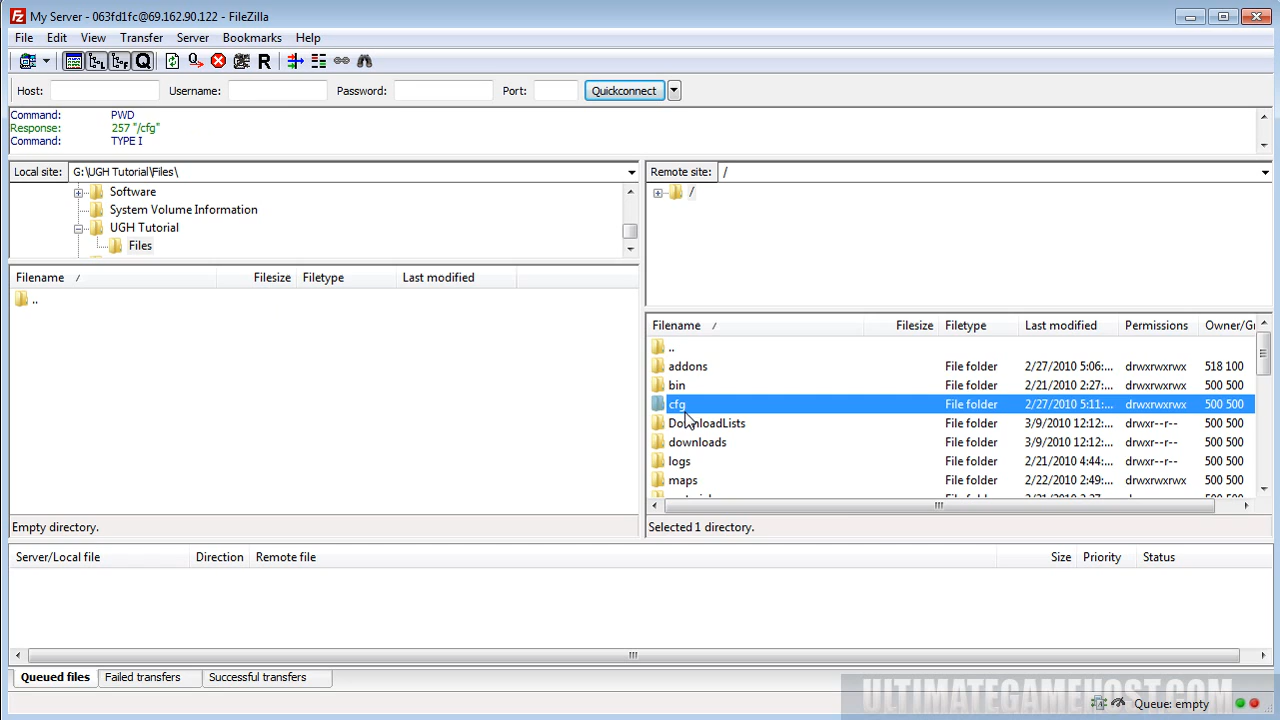 My Server - 063fd1fc@69.162.90.122 - FileZilla
File Edit View Transfer Server Bookmarks Help
Host: Username: Password: Port: Quickconnect
Command: PWD
Response: 257 "/cfg"
Command: TYPE I
Local site: G:\UGH Tutorial\Files\
Software
System Volume Information
UGH Tutorial
Files
Filename / Filesize Filetype Last modified
..
Empty directory.
Remote site: /
/
Filename / Filesize Filetype Last modified Permissions Owner/Gr
..
addons File folder 2/27/2010 5:06:... drwxrwxrwx 518 100
bin File folder 2/21/2010 2:27:... drwxrwxrwx 500 500
cfg File folder 2/27/2010 5:11:... drwxrwxrwx 500 500
DownloadLists File folder 3/9/2010 12:12:... drwxr--r-- 500 500
downloads File folder 3/9/2010 12:12:... drwxr--r-- 500 500
logs File folder 2/21/2010 4:44:... drwxr--r-- 500 500
maps File folder 2/22/2010 2:49:... drwxrwxrwx 500 500
Selected 1 directory.
Server/Local file Direction Remote file Size Priority Status
Queued files Failed transfers Successful transfers
ULTIMATEGAMEHOST.COM
Queue: empty